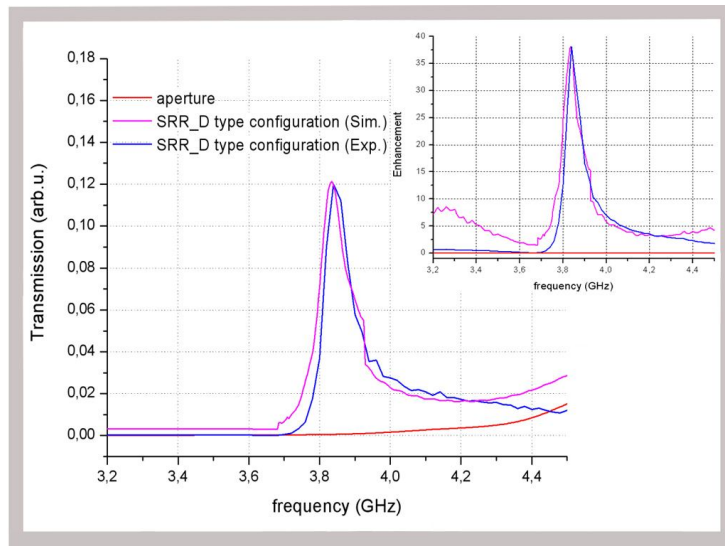 0,18
0,16
0,14
0,12
0,10
0,08
0,06
0,04
0,02
0,00
Transmission (arb.u.)
aperture
SRR_D type configuration (Sim.)
SRR_D type configuration (Exp.)
3,2 3,4 3,6 3,8 4,0 4,2 4,4
frequency (GHz)
40
35
30
25
20
15
10
5
0
Enhancement
3,2 3,4 3,6 3,8 4,0 4,2 4,4
frequency (GHz)